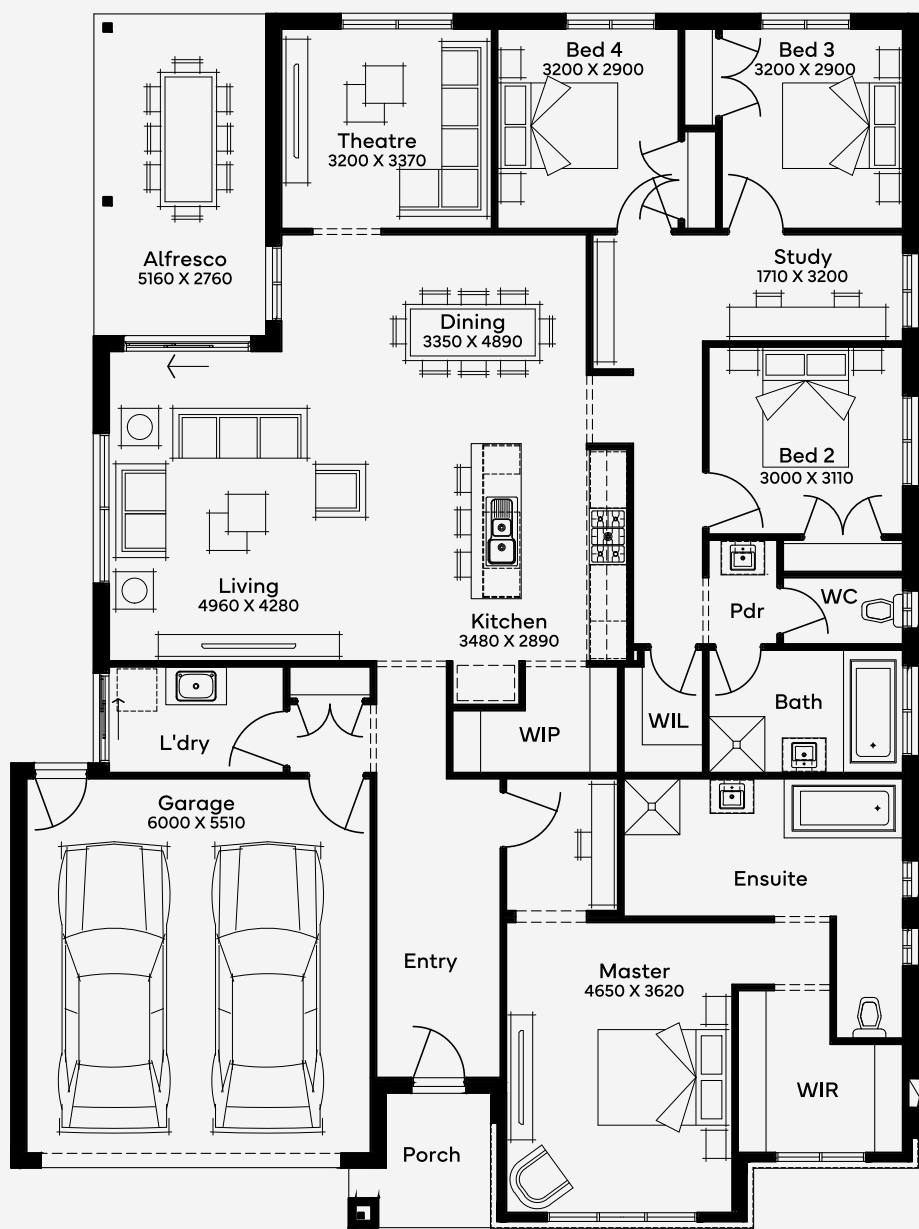 Bed 4
3200 X 2900
Bed 3
3200 X 2900
Theatre
3200 X 3370
Alfresco
5160 X 2760
Study
1710 X 3200
Dining
3350 X 4890
Bed 2
3000 X 3110
Living
4960 X 4280
Kitchen
3480 X 2890
Pdr
WC
L'dry
WIP
WIL
Bath
Garage
6000 X 5510
Ensuite
Entry
Master
4650 X 3620
WIR
Porch